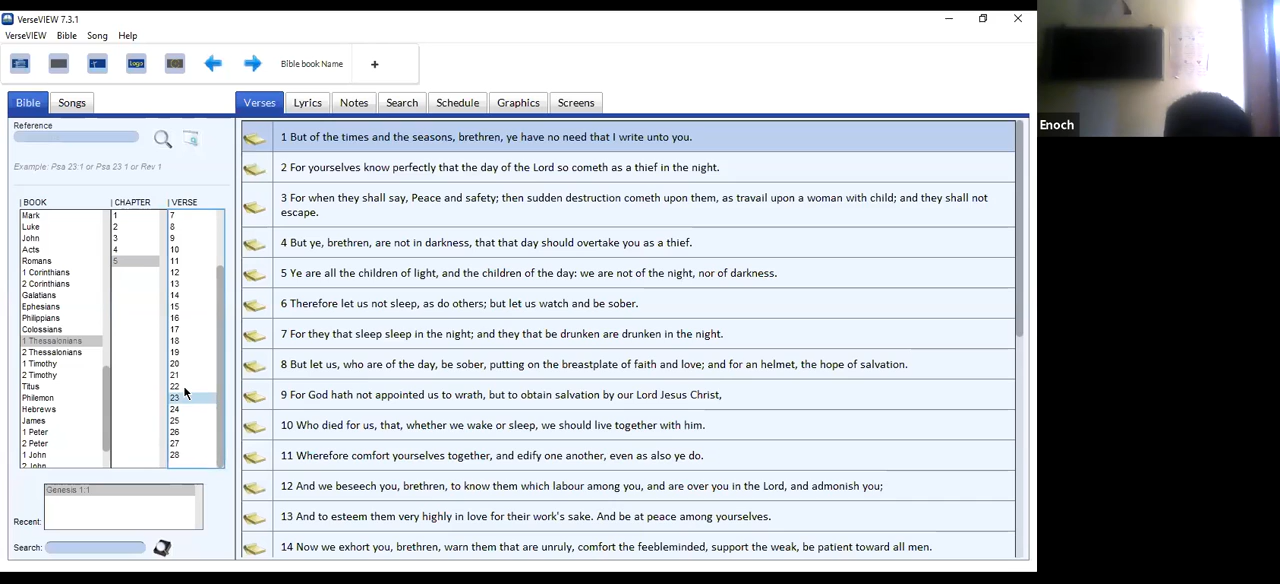 VerseVIEW 7.3.1
VerseVIEW Bible Song Help
Logo
Bible book Name +
Bible Songs
Verses Lyrics Notes Search Schedule Graphics Screens
Reference
Example: Psa 23:1 or Psa 23 1 or Rev 1
| BOOK | CHAPTER | VERSE
Mark 1 7
Luke 2 8
John 3 9
Acts 4 10
Romans 5 11
1 Corinthians 12
2 Corinthians 13
Galatians 14
Ephesians 15
Philippians 16
Colossians 17
1 Thessalonians 18
2 Thessalonians 19
1 Timothy 20
2 Timothy 21
Titus 22
Philemon 23
Hebrews 24
James 25
1 Peter 26
2 Peter 27
1 John 28
2 John
Genesis 1:1
Recent:
Search:
1 But of the times and the seasons, brethren, ye have no need that I write unto you.
2 For yourselves know perfectly that the day of the Lord so cometh as a thief in the night.
3 For when they shall say, Peace and safety; then sudden destruction cometh upon them, as travail upon a woman with child; and they shall not
escape.
4 But ye, brethren, are not in darkness, that that day should overtake you as a thief.
5 Ye are all the children of light, and the children of the day: we are not of the night, nor of darkness.
6 Therefore let us not sleep, as do others; but let us watch and be sober.
7 For they that sleep sleep in the night; and they that be drunken are drunken in the night.
8 But let us, who are of the day, be sober, putting on the breastplate of faith and love; and for an helmet, the hope of salvation.
9 For God hath not appointed us to wrath, but to obtain salvation by our Lord Jesus Christ,
10 Who died for us, that, whether we wake or sleep, we should live together with him.
11 Wherefore comfort yourselves together, and edify one another, even as also ye do.
12 And we beseech you, brethren, to know them which labour among you, and are over you in the Lord, and admonish you;
13 And to esteem them very highly in love for their work's sake. And be at peace among yourselves.
14 Now we exhort you, brethren, warn them that are unruly, comfort the feebleminded, support the weak, be patient toward all men.
Enoch